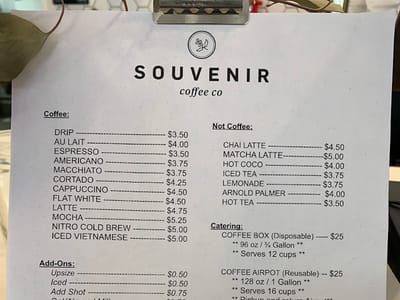 SOUVENIR
coffee co
Coffee:
DRIP ---------- $3.50
AU LAIT ---------- $4.00
ESPRESSO ---------- $3.50
AMERICANO ---------- $3.75
MACCHIATO ---------- $3.75
CORTADO ---------- $4.25
CAPPUCCINO ---------- $4.50
FLAT WHITE ---------- $4.50
LATTE ---------- $4.75
MOCHA ---------- $5.25
NITRO COLD BREW ----- $5.00
ICED VIETNAMESE ----- $5.00
Add-Ons:
Upsize ---------- $0.50
Iced ---------- $0.50
Add Shot ---------- $0.75
Not Coffee:
CHAI LATTE ---------- $4.50
MATCHA LATTE ---------- $5.00
HOT COCO ---------- $4.00
ICED TEA ---------- $3.75
LEMONADE ---------- $3.75
ARNOLD PALMER ------- $4.00
HOT TEA ---------- $3.50
Catering:
COFFEE BOX (Disposable) ----- $25
** 96 oz / ¾ Gallon **
** Serves 12 cups **
COFFEE AIRPOT (Reusable) -- $25
** 128 oz / 1 Gallon **
** Serves 16 cups **